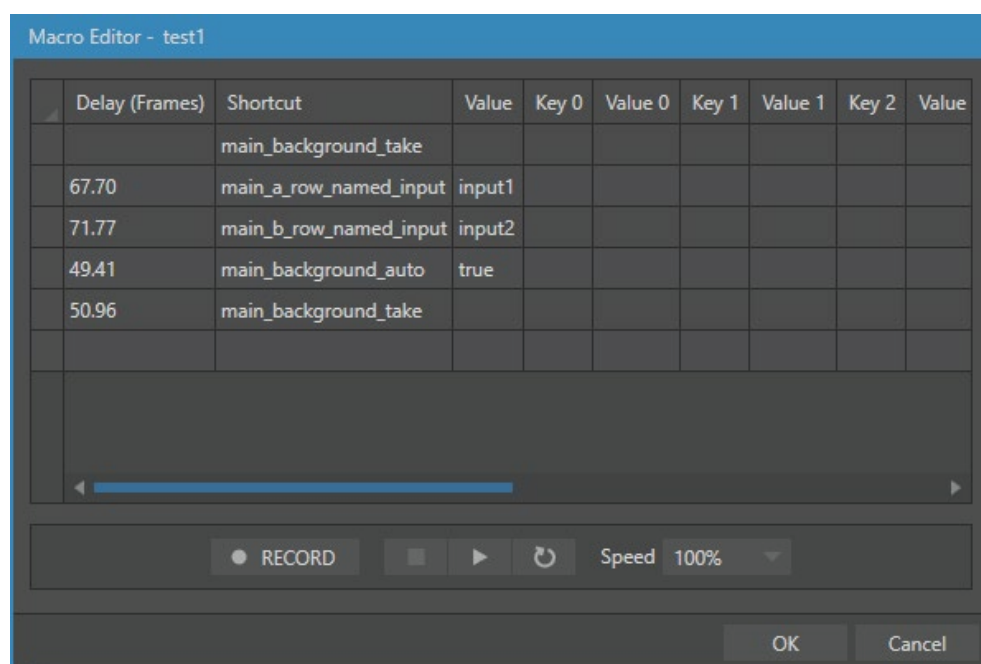 Macro Editor - test1
Delay (Frames) Shortcut Value Key 0 Value 0 Key 1 Value 1 Key 2 Value
main_background_take
67.70 main_a_row_named_input input1
71.77 main_b_row_named_input input2
49.41 main_background_auto true
50.96 main_background_take
RECORD Speed 100%
OK Cancel